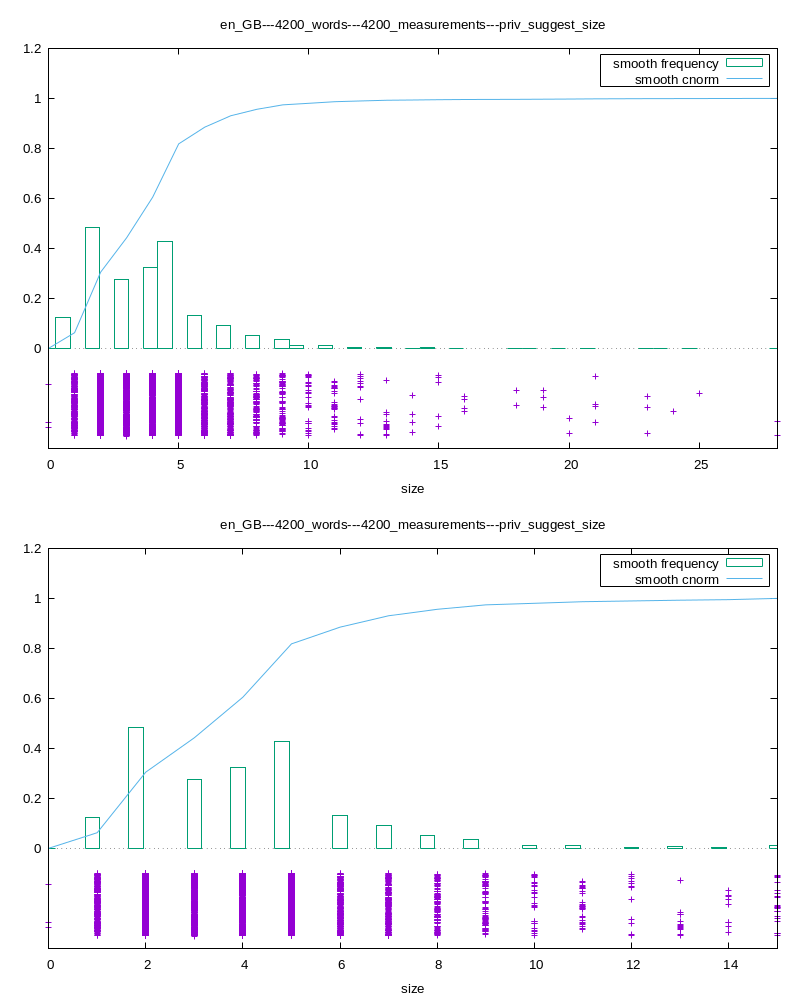 en_GB---4200_words---4200_measurements---priv_suggest_size
1.2
smooth frequency
smooth cnorm
1
0.8
0.6
0.4
0.2
0
0 5 10 15 20 25
size
en_GB---4200_words---4200_measurements---priv_suggest_size
1.2
smooth frequency
smooth cnorm
1
0.8
0.6
0.4
0.2
0
0 2 4 6 8 10 12 14
size